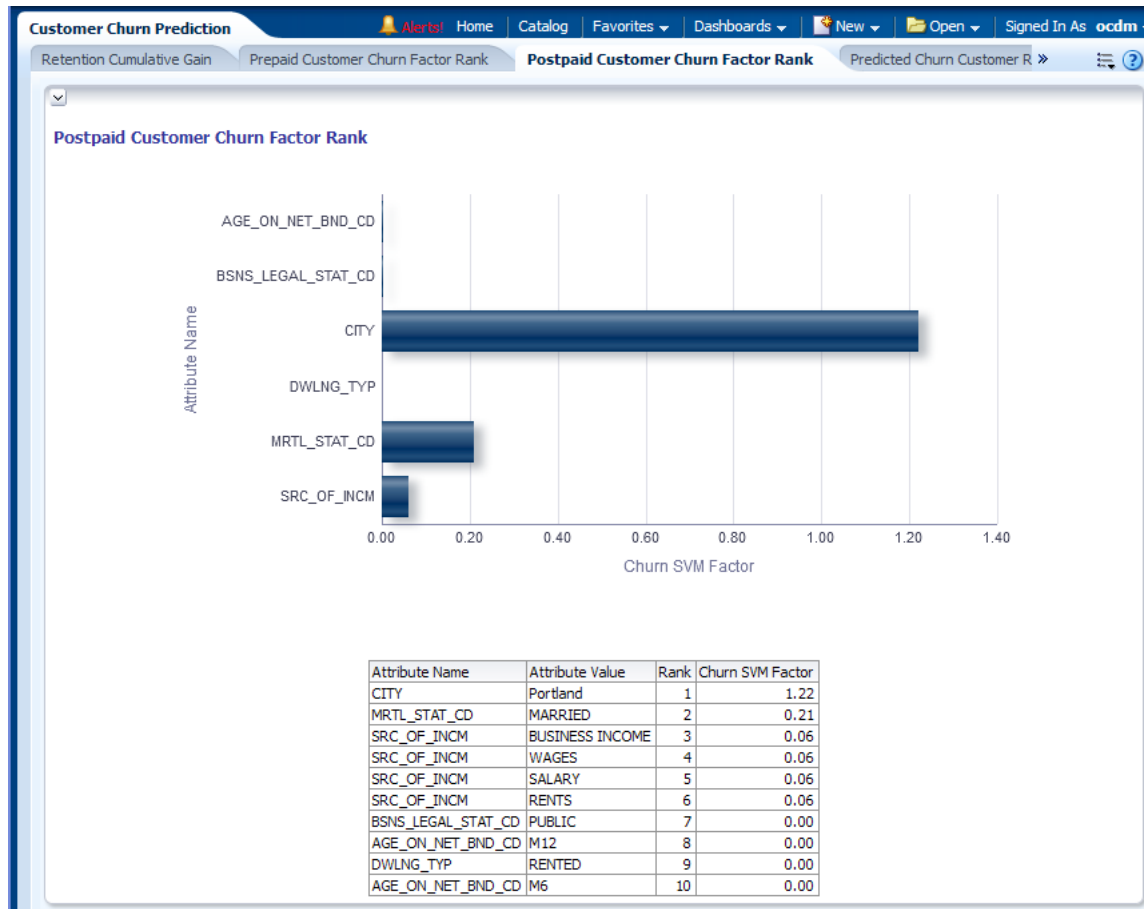 Customer Churn Prediction Alerts! Home Catalog Favorites Dashboards New Open Signed In As ocdm
Retention Cumulative Gain Prepaid Customer Churn Factor Rank Postpaid Customer Churn Factor Rank Predicted Churn Customer R »
Postpaid Customer Churn Factor Rank
Attribute Name
AGE_ON_NET_BND_CD
BSNS_LEGAL_STAT_CD
CITY
DWLNG_TYP
MRTL_STAT_CD
SRC_OF_INCM
0.00 0.20 0.40 0.60 0.80 1.00 1.20 1.40
Churn SVM Factor
Attribute Name Attribute Value Rank Churn SVM Factor
CITY Portland 1 1.22
MRTL_STAT_CD MARRIED 2 0.21
SRC_OF_INCM BUSINESS INCOME 3 0.06
SRC_OF_INCM WAGES 4 0.06
SRC_OF_INCM SALARY 5 0.06
SRC_OF_INCM RENTS 6 0.06
BSNS_LEGAL_STAT_CD PUBLIC 7 0.00
AGE_ON_NET_BND_CD M12 8 0.00
DWLNG_TYP RENTED 9 0.00
AGE_ON_NET_BND_CD M6 10 0.00